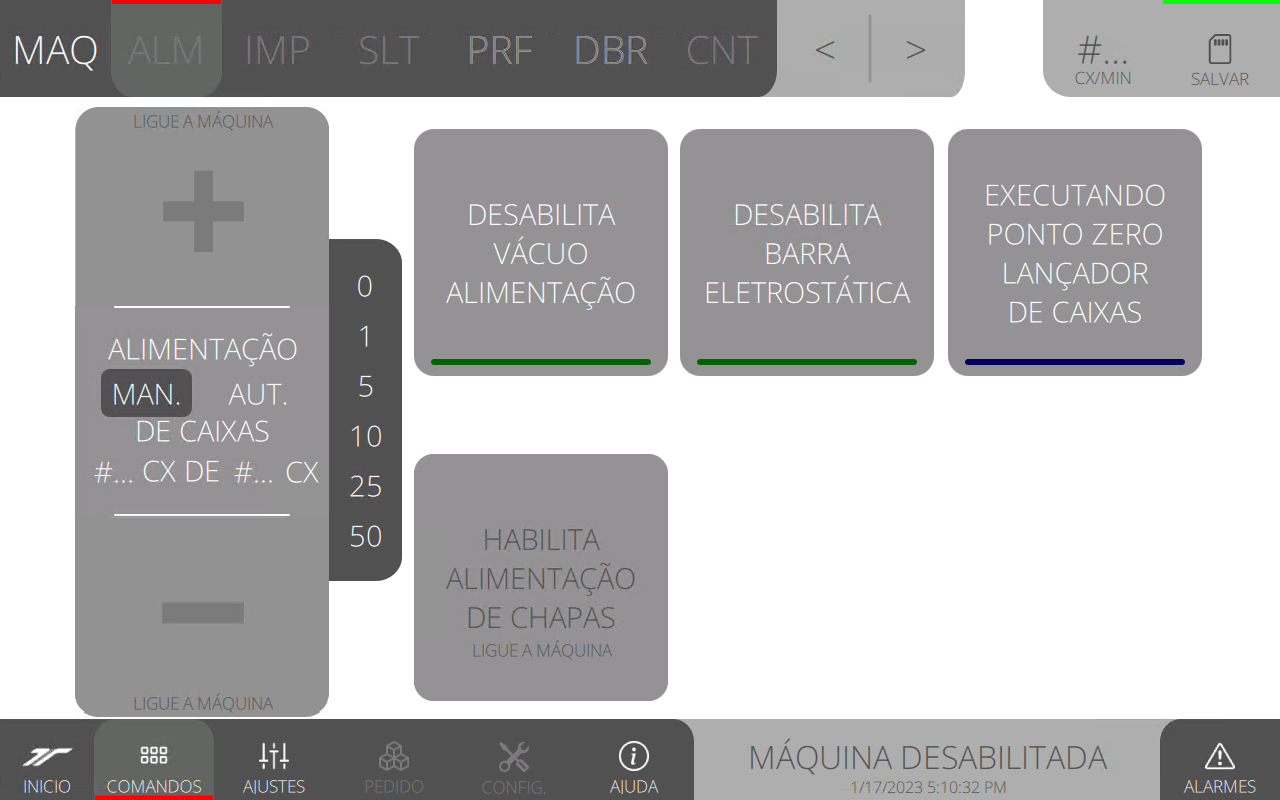 MAQ ALM IMP SLT PRF DBR CNT < > #... CX/MIN SALVAR
LIGUE A MÁQUINA
+
ALIMENTAÇÃO
MAN. AUT.
DE CAIXAS
#... CX DE #... CX
LIGUE A MÁQUINA
0
1
5
10
25
50
DESABILITA
VÁCUO
ALIMENTAÇÃO
DESABILITA
BARRA
ELETROSTÁTICA
EXECUTANDO
PONTO ZERO
LANÇADOR
DE CAIXAS
HABILITA
ALIMENTAÇÃO
DE CHAPAS
LIGUE A MÁQUINA
INICIO COMANDOS AJUSTES PEDIDO CONFIG. AJUDA
MÁQUINA DESABILITADA
1/17/2023 5:10:32 PM
ALARMES